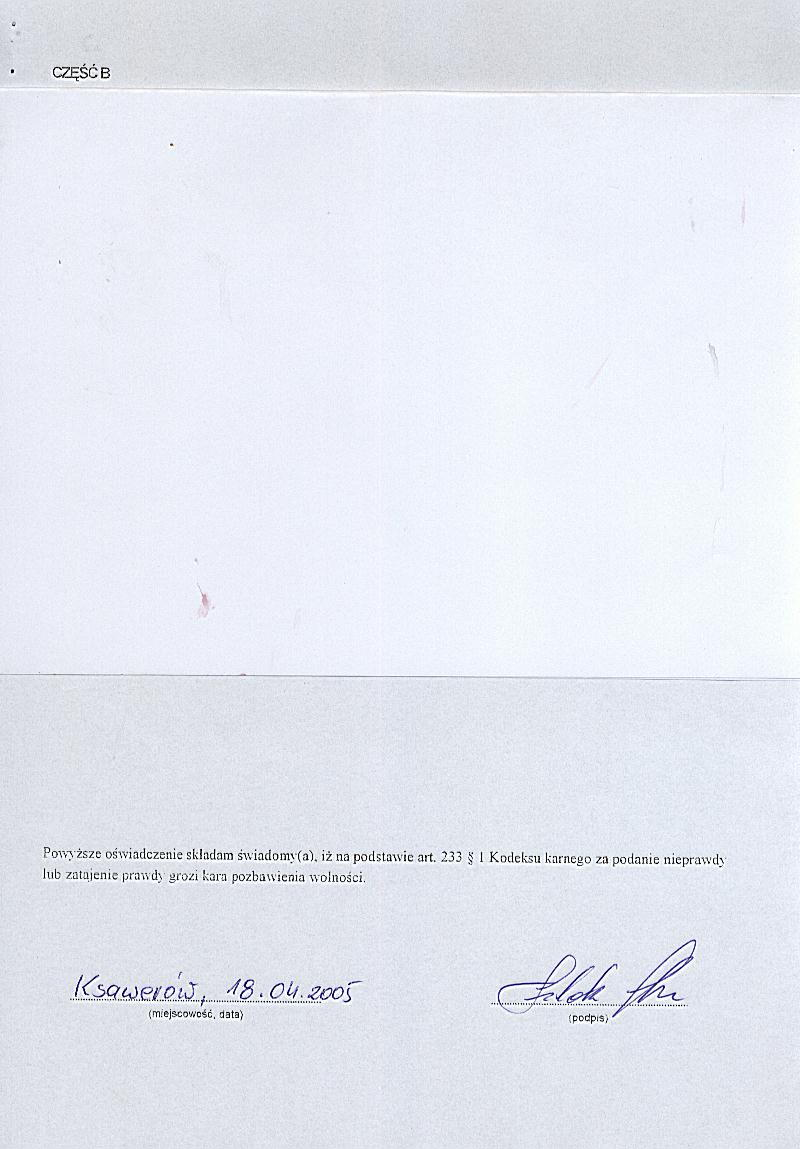 CZĘŚĆ B
Powyższe oświadczenie składam świadomy(a), iż na podstawie art. 233 § 1 Kodeksu karnego za podanie nieprawdy
lub zatajenie prawdy grozi kara pozbawienia wolności.
Ksawerów, 18.04.2005
(miejscowość, data)
(podpis)